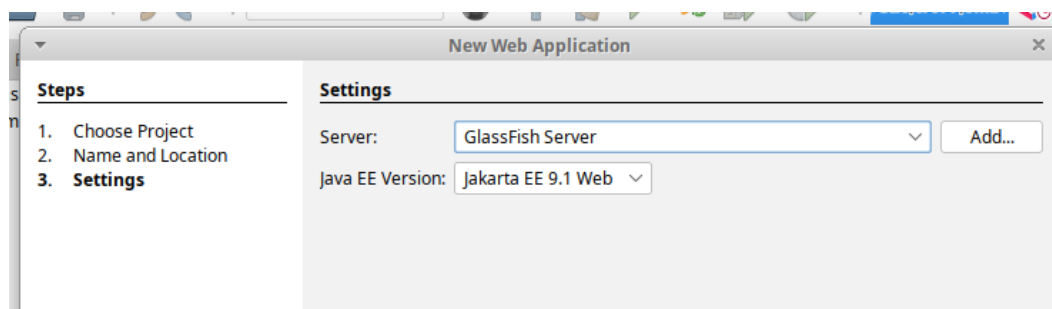 New Web Application
Steps
1. Choose Project
2. Name and Location
3. Settings
Settings
Server: GlassFish Server Add...
Java EE Version: Jakarta EE 9.1 Web